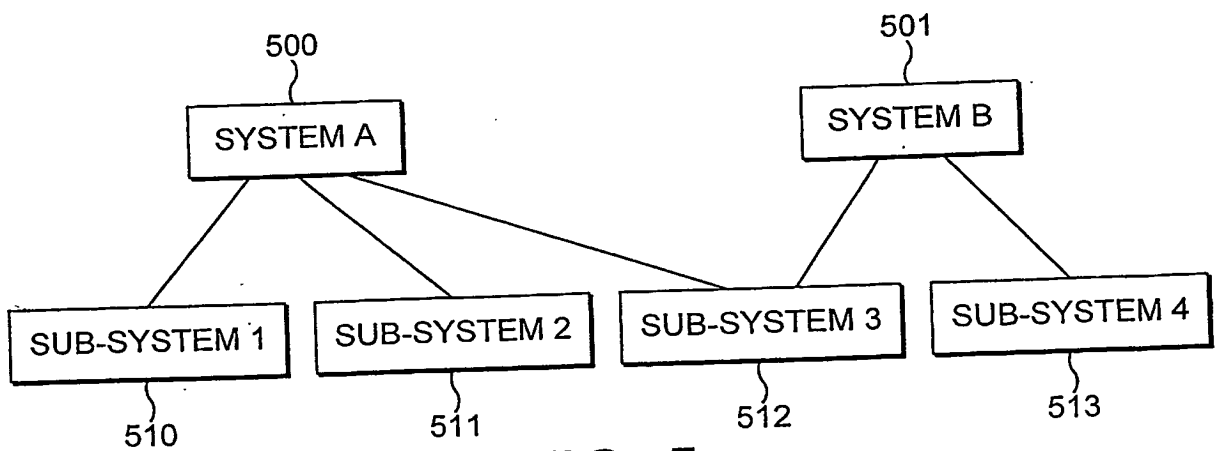 500
501
SYSTEM A
SYSTEM B
SUB-SYSTEM 1
SUB-SYSTEM 2
SUB-SYSTEM 3
SUB-SYSTEM 4
510
511
512
513